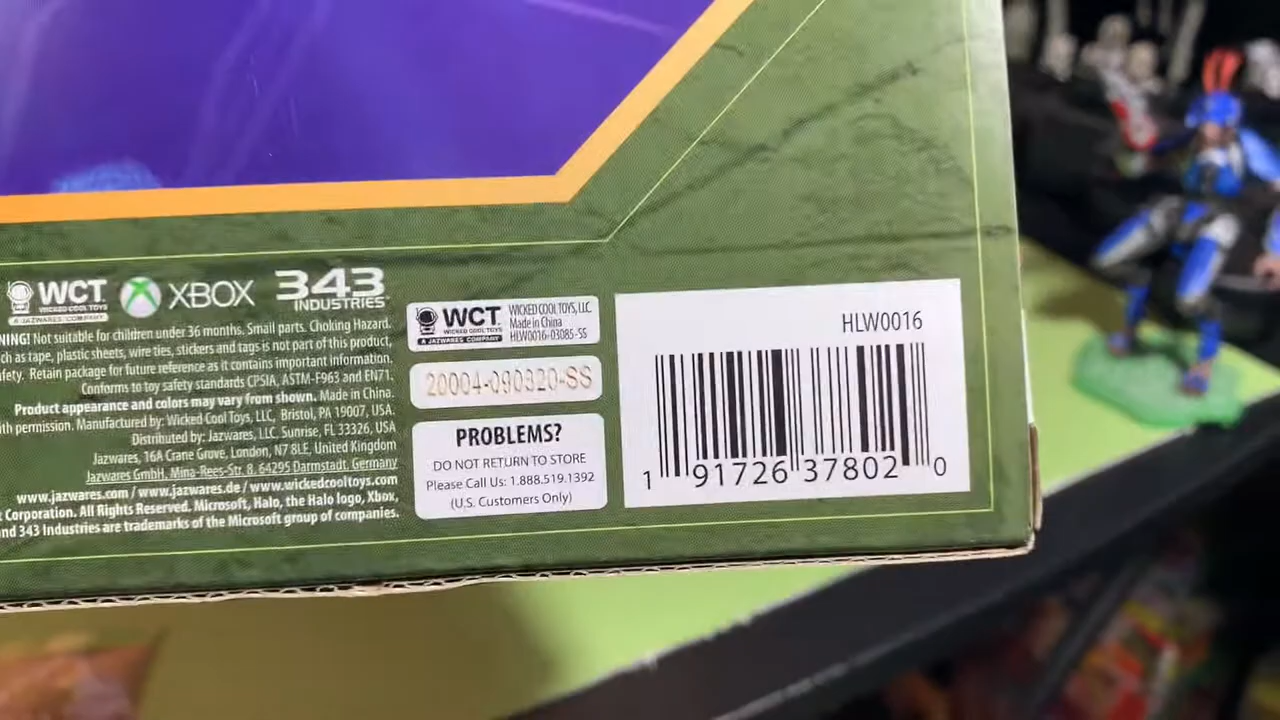 WCT
WICKED COOL TOYS
A JAZWARES COMPANY
XBOX
343
INDUSTRIES
NING! Not suitable for children under 36 months. Small parts. Choking Hazard.
ch as tape, plastic sheets, wire ties, stickers and tags is not part of this product,
afety. Retain package for future reference as it contains important information.
Conforms to toy safety standards CPSIA, ASTM-F963 and EN71.
Product appearance and colors may vary from shown. Made in China.
ith permission. Manufactured by: Wicked Cool Toys, LLC, Bristol, PA 19007, USA.
Distributed by: Jazwares, LLC, Sunrise, FL 33326, USA
Jazwares, 16A Crane Grove, London, N7 8LE, United Kingdom
Jazwares GmbH, Mina-Rees-Str. 8, 64295 Darmstadt, Germany
www.jazwares.com / www.jazwares.de / www.wickedcooltoys.com
t Corporation. All Rights Reserved. Microsoft, Halo, the Halo logo, Xbox,
nd 343 Industries are trademarks of the Microsoft group of companies.
WCT
WICKED COOL TOYS
A JAZWARES COMPANY
WICKED COOL TOYS, LLC.
Made in China
HLW0016-03085-SS
20004-090820-SS
PROBLEMS?
DO NOT RETURN TO STORE
Please Call Us: 1.888.519.1392
(U.S. Customers Only)
HLW0016
1 91726 37802 0